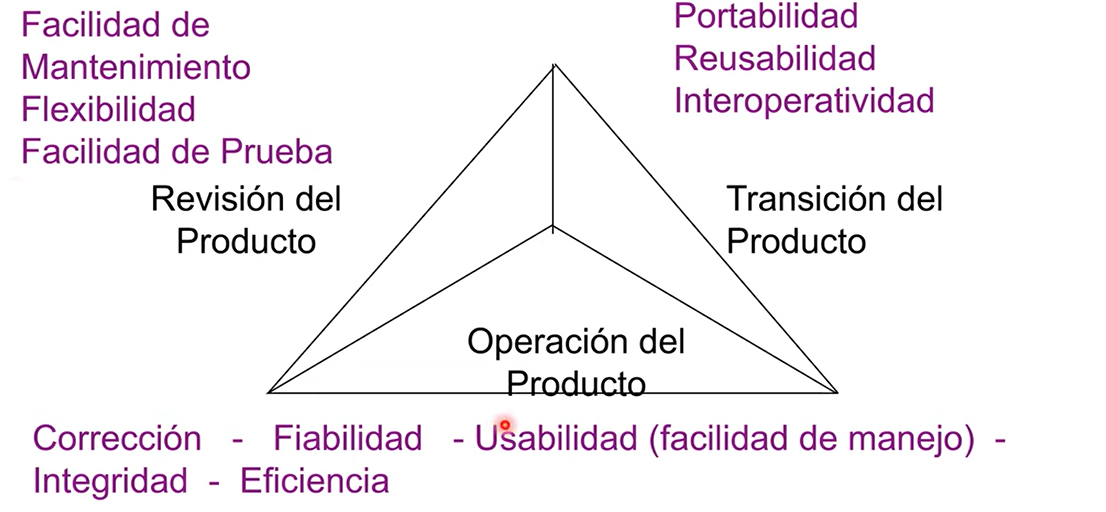 Facilidad de
Mantenimiento
Flexibilidad
Facilidad de Prueba
Portabilidad
Reusabilidad
Interoperatividad
Revisión del
Producto
Transición del
Producto
Operación del
Producto
Corrección - Fiabilidad - Usabilidad (facilidad de manejo) -
Integridad - Eficiencia